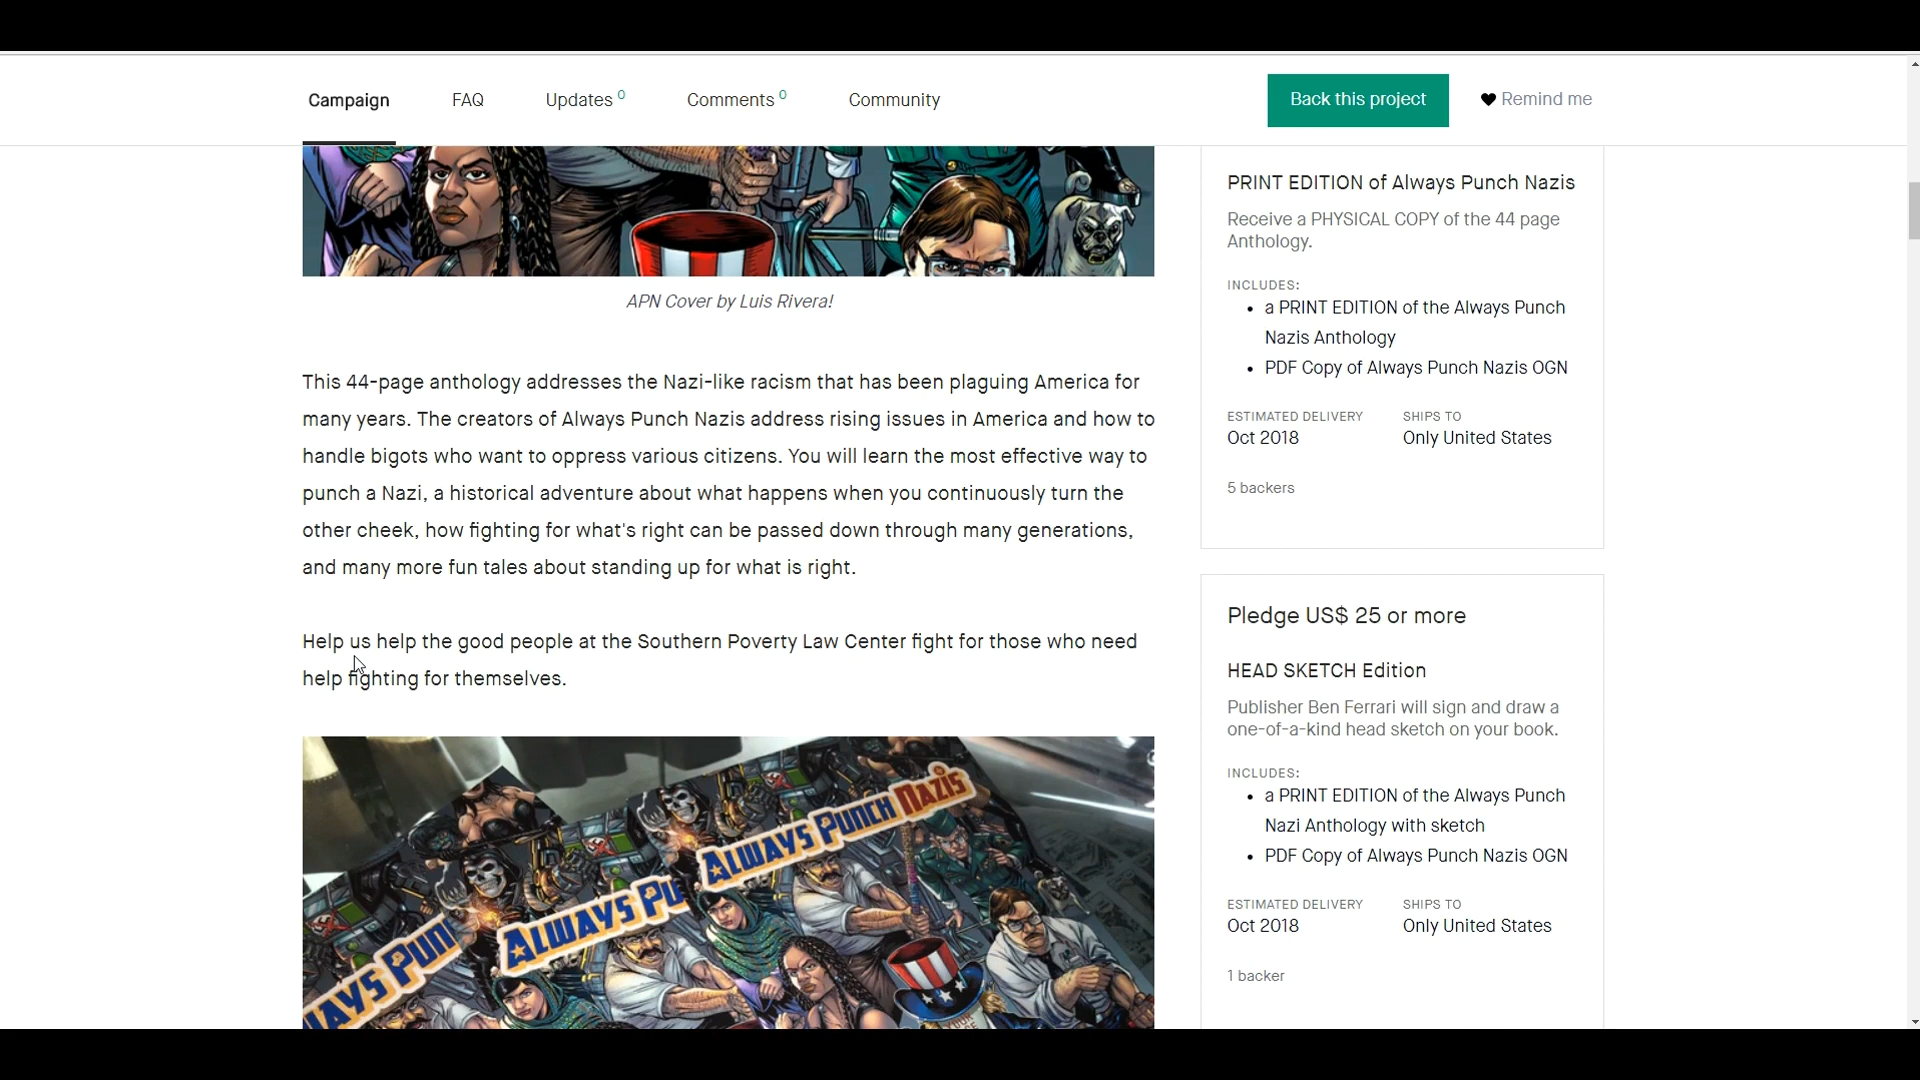 Campaign
FAQ
Updates 0
Comments 0
Community
Back this project
Remind me
APN Cover by Luis Rivera!
This 44-page anthology addresses the Nazi-like racism that has been plaguing America for
many years. The creators of Always Punch Nazis address rising issues in America and how to
handle bigots who want to oppress various citizens. You will learn the most effective way to
punch a Nazi, a historical adventure about what happens when you continuously turn the
other cheek, how fighting for what's right can be passed down through many generations,
and many more fun tales about standing up for what is right.
Help us help the good people at the Southern Poverty Law Center fight for those who need
help fighting for themselves.
ALWAYS PUNCH NAZIS
ALWAYS PU
WAYS PUN
PRINT EDITION of Always Punch Nazis
Receive a PHYSICAL COPY of the 44 page
Anthology.
INCLUDES:
• a PRINT EDITION of the Always Punch
Nazis Anthology
• PDF Copy of Always Punch Nazis OGN
ESTIMATED DELIVERY
Oct 2018
SHIPS TO
Only United States
5 backers
Pledge US$ 25 or more
HEAD SKETCH Edition
Publisher Ben Ferrari will sign and draw a
one-of-a-kind head sketch on your book.
INCLUDES:
• a PRINT EDITION of the Always Punch
Nazi Anthology with sketch
• PDF Copy of Always Punch Nazis OGN
ESTIMATED DELIVERY
Oct 2018
SHIPS TO
Only United States
1 backer